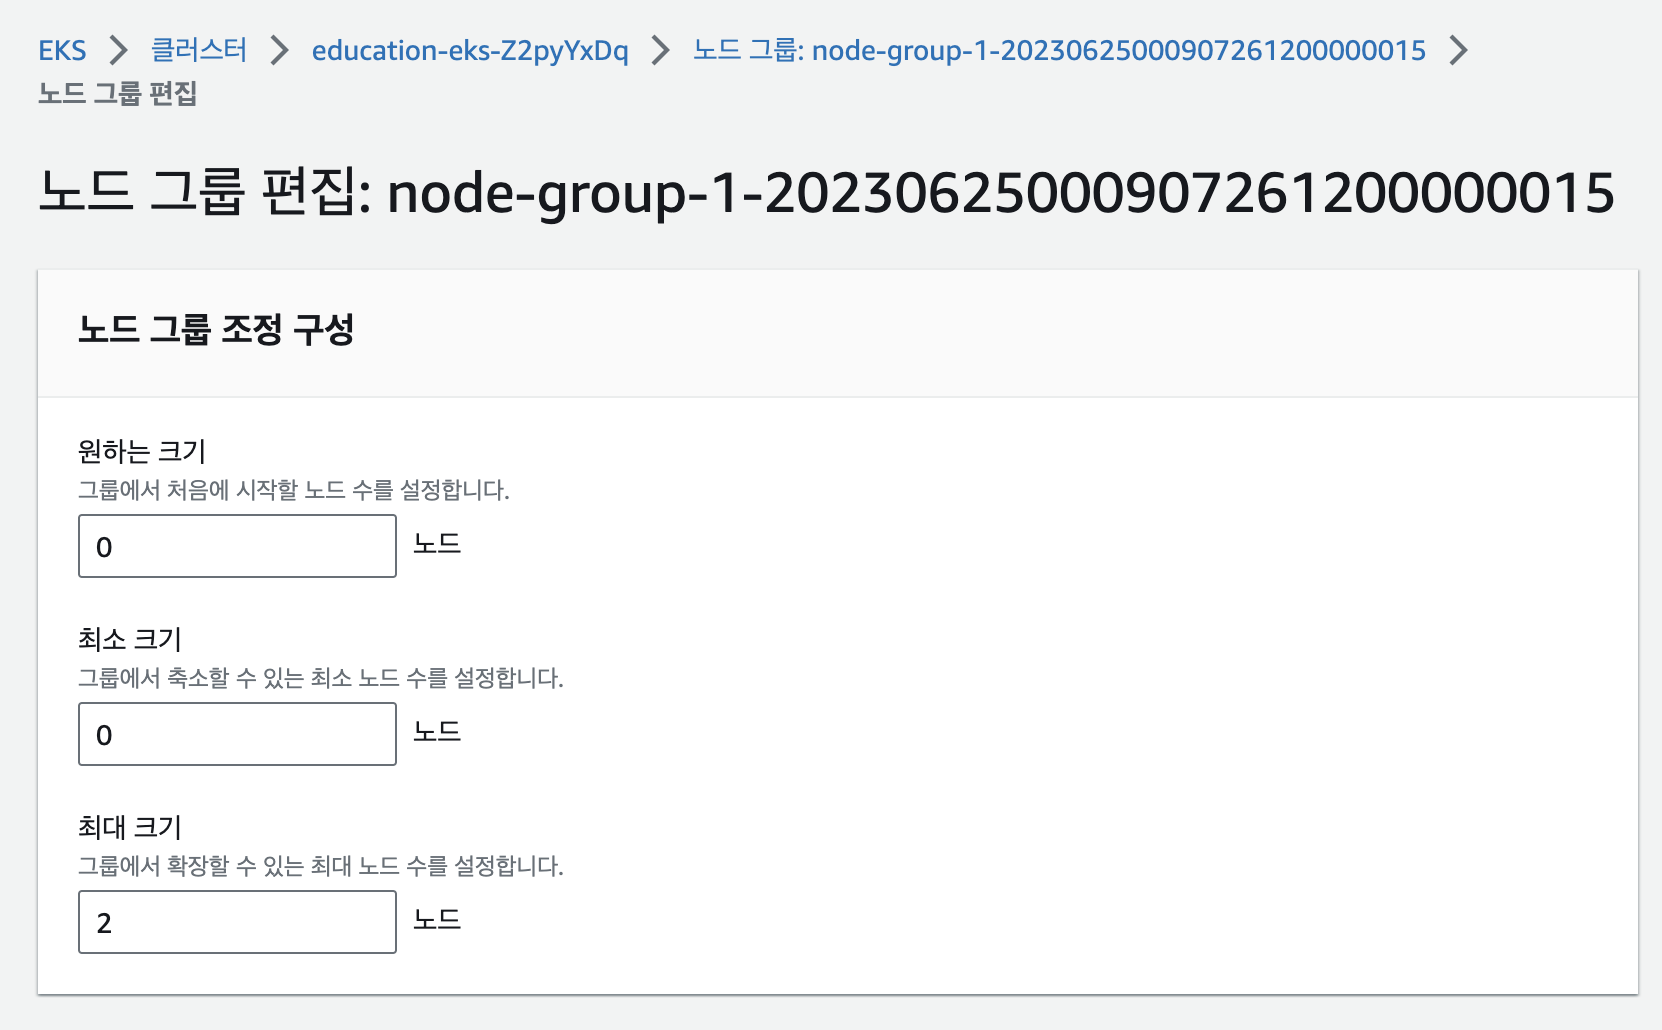 EKS > 클러스터 > education-eks-Z2pyYxDq > 노드 그룹: node-group-1-20230625000907261200000015 >
노드 그룹 편집
노드 그룹 편집: node-group-1-20230625000907261200000015
노드 그룹 조정 구성
원하는 크기
그룹에서 처음에 시작할 노드 수를 설정합니다.
0 노드
최소 크기
그룹에서 축소할 수 있는 최소 노드 수를 설정합니다.
0 노드
최대 크기
그룹에서 확장할 수 있는 최대 노드 수를 설정합니다.
2 노드